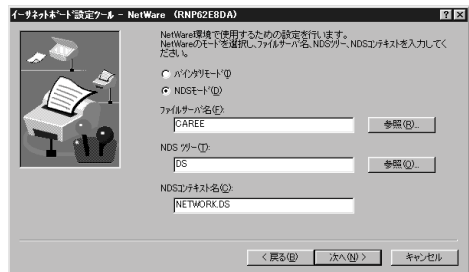 イーサネットボード設定ツール - NetWare (RNP62E8DA)
NetWare環境で使用するための設定を行います。
NetWareのモードを選択し、ファイルサーバ名、NDSツリー、NDSコンテキストを入力してください。
バインダリモード(I)
NDSモード(D)
ファイルサーバ名(F):
CAREE
参照(R)...
NDS ツリー(T):
DS
参照(O)...
NDSコンテキスト名(C):
NETWORK.DS
< 戻る(B)
次へ(N) >
キャンセル